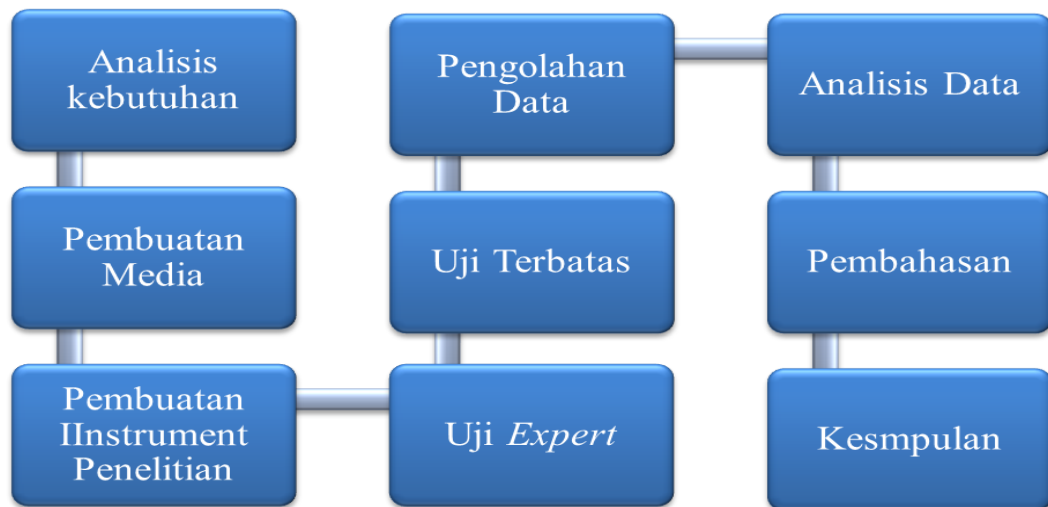 Analisis
kebutuhan
Pembuatan
Media
Pembuatan
IInstrument
Penelitian
Uji Expert
Uji Terbatas
Pengolahan
Data
Analisis Data
Pembahasan
Kesmpulan